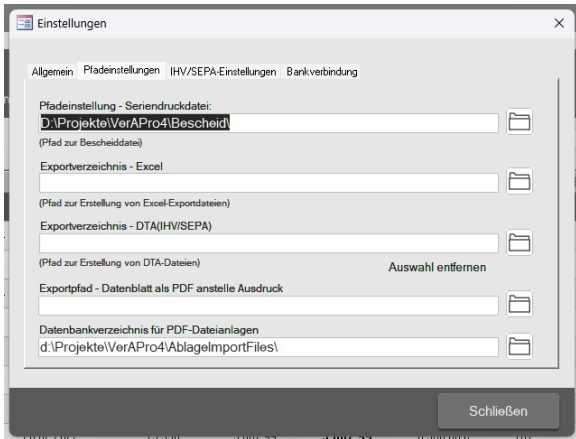 Einstellungen
Allgemein Pfadeinstellungen IHV/SEPA-Einstellungen Bankverbindung
Pfadeinstellung - Seriendruckdatei:
D:\Projekte\VerAPro4\Bescheid\
(Pfad zur Bescheiddatei)
Exportverzeichnis - Excel
(Pfad zur Erstellung von Excel-Exportdateien)
Exportverzeichnis - DTA(IHV/SEPA)
(Pfad zur Erstellung von DTA-Dateien)
Auswahl entfernen
Exportpfad - Datenblatt als PDF anstelle Ausdruck
Datenbankverzeichnis für PDF-Dateianlagen
d:\Projekte\VerAPro4\AblageImportFiles\
Schließen